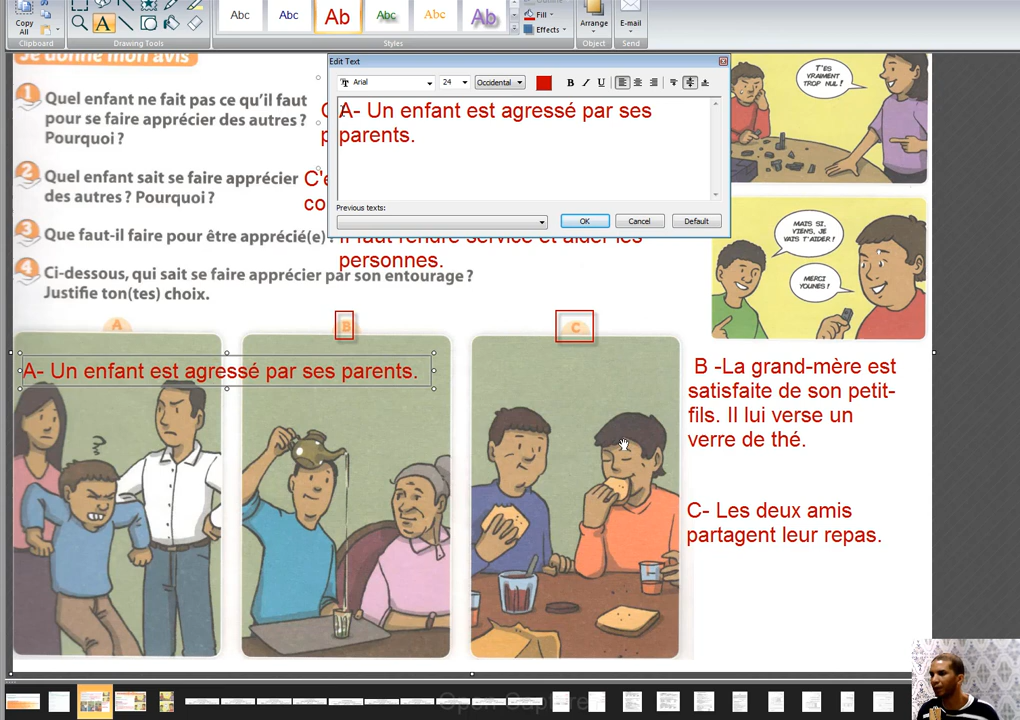 Copy
All
Clipboard
Drawing Tools
Abc
Abc
Ab
Abc
Abc
Ab
Styles
Fill
Effects
Arrange
Object
E-mail
Send
Je donne mon avis
1
Quel enfant ne fait pas ce qu'il faut
pour se faire apprécier des autres ?
Pourquoi ?
2
Quel enfant sait se faire apprécier
des autres ? Pourquoi ?
3
Que faut-il faire pour être apprécié(e)
4
Ci-dessous, qui sait se faire apprécier par son entourage ?
Justifie ton(tes) choix.
C
p
C'e
co
Il faut rendre service et aider les
personnes.
Edit Text
Arial
24
Occidental
B
I
U
A- Un enfant est agressé par ses
parents.
Previous texts:
OK
Cancel
Default
T'ES
VRAIMENT
TROP NUL !
MAIS SI,
VIENS, JE
VAIS T'AIDER !
MERCI
YOUNES !
A
B
C
A- Un enfant est agressé par ses parents.
B -La grand-mère est
satisfaite de son petit-
fils. Il lui verse un
verre de thé.
C- Les deux amis
partagent leur repas.